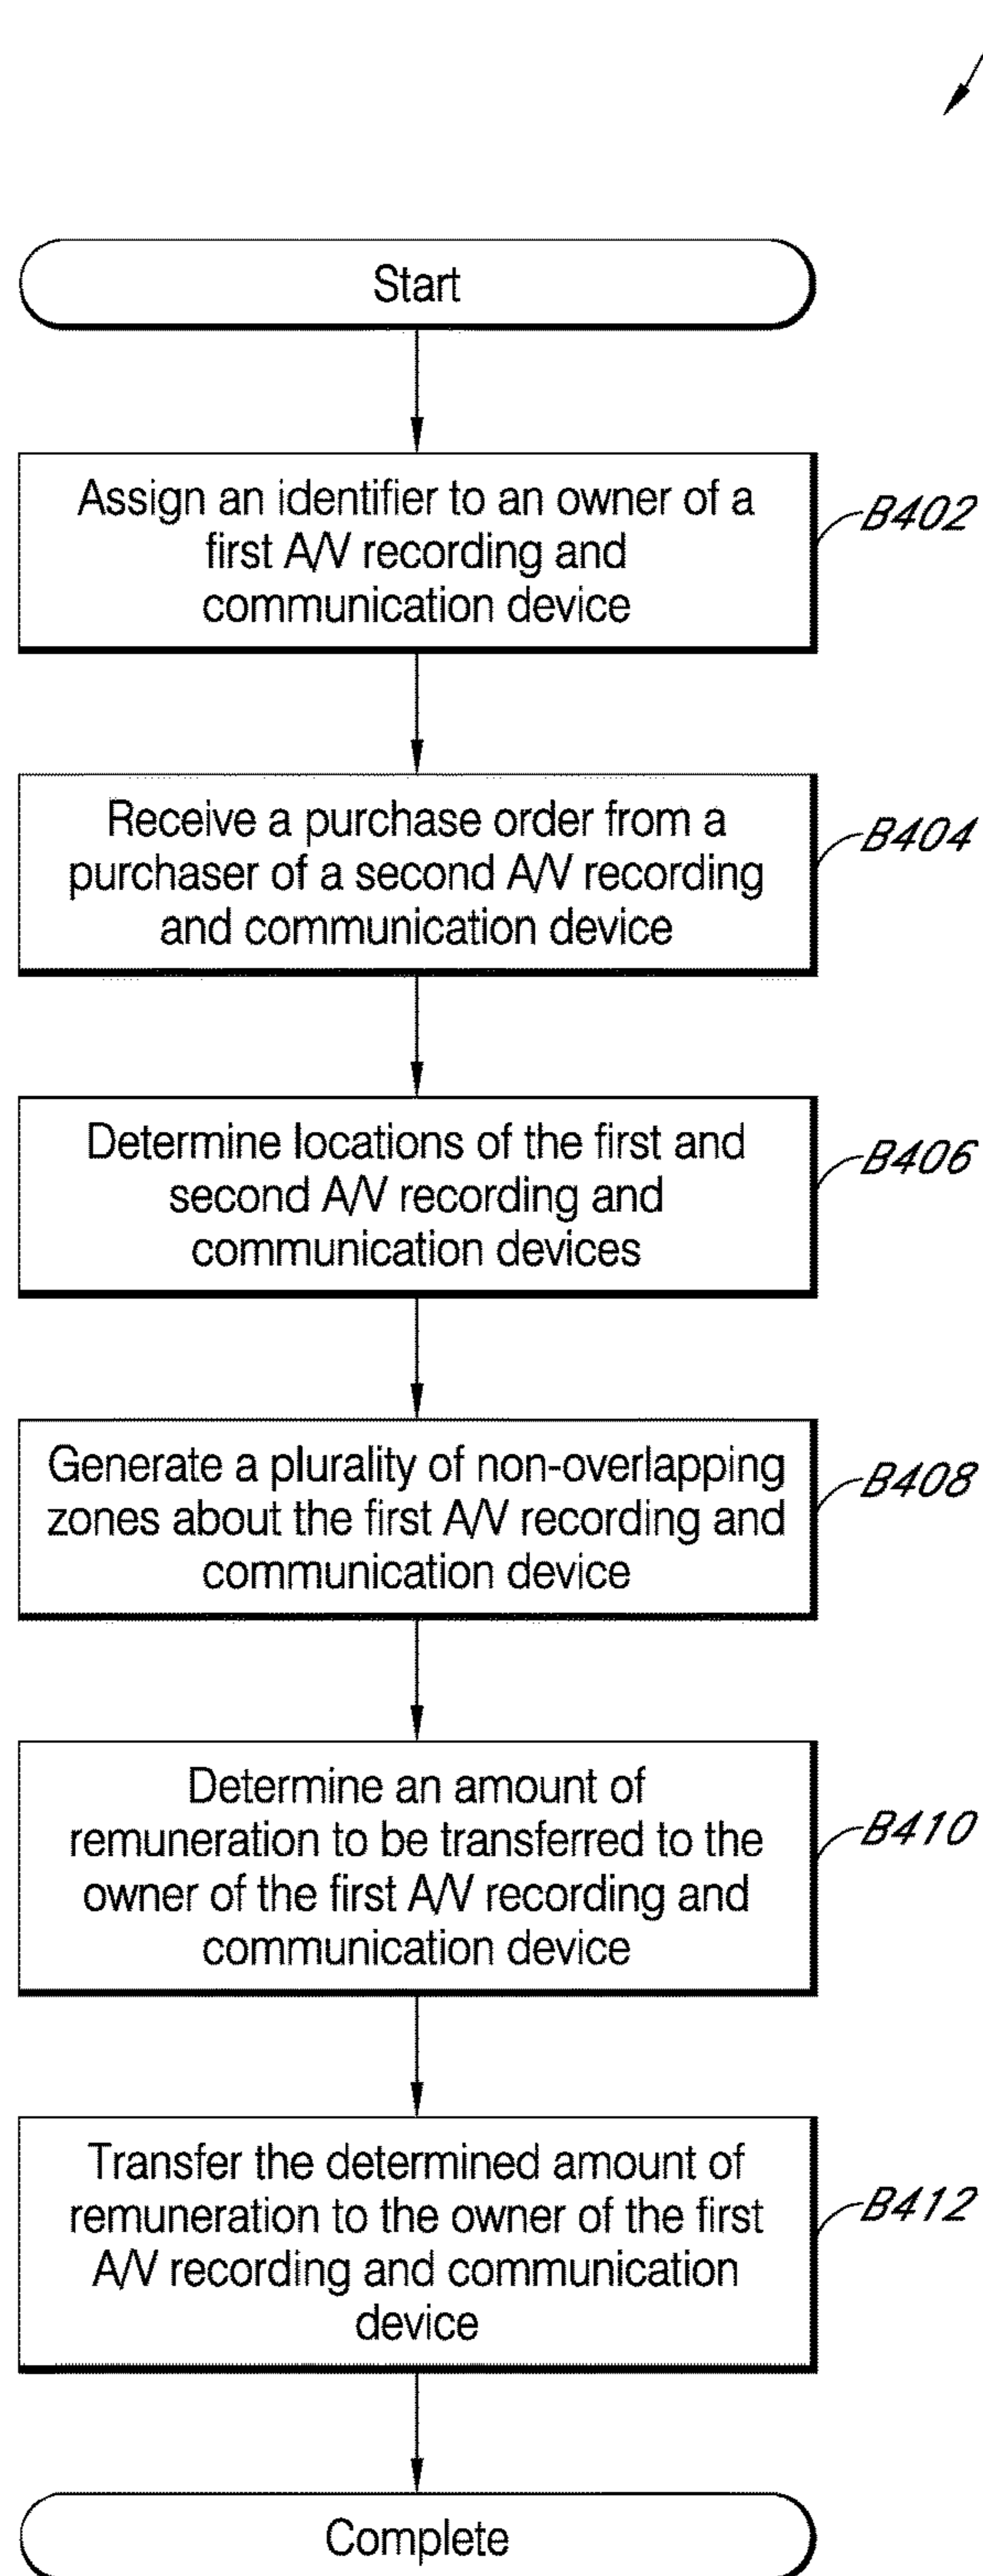 Start
Assign an identifier to an owner of a
first A/V recording and
communication device
B402
Receive a purchase order from a
purchaser of a second A/V recording
and communication device
B404
Determine locations of the first and
second A/V recording and
communication devices
B406
Generate a plurality of non-overlapping
zones about the first A/V recording and
communication device
B408
Determine an amount of
remuneration to be transferred to the
owner of the first A/V recording and
communication device
B410
Transfer the determined amount of
remuneration to the owner of the first
A/V recording and communication
device
B412
Complete